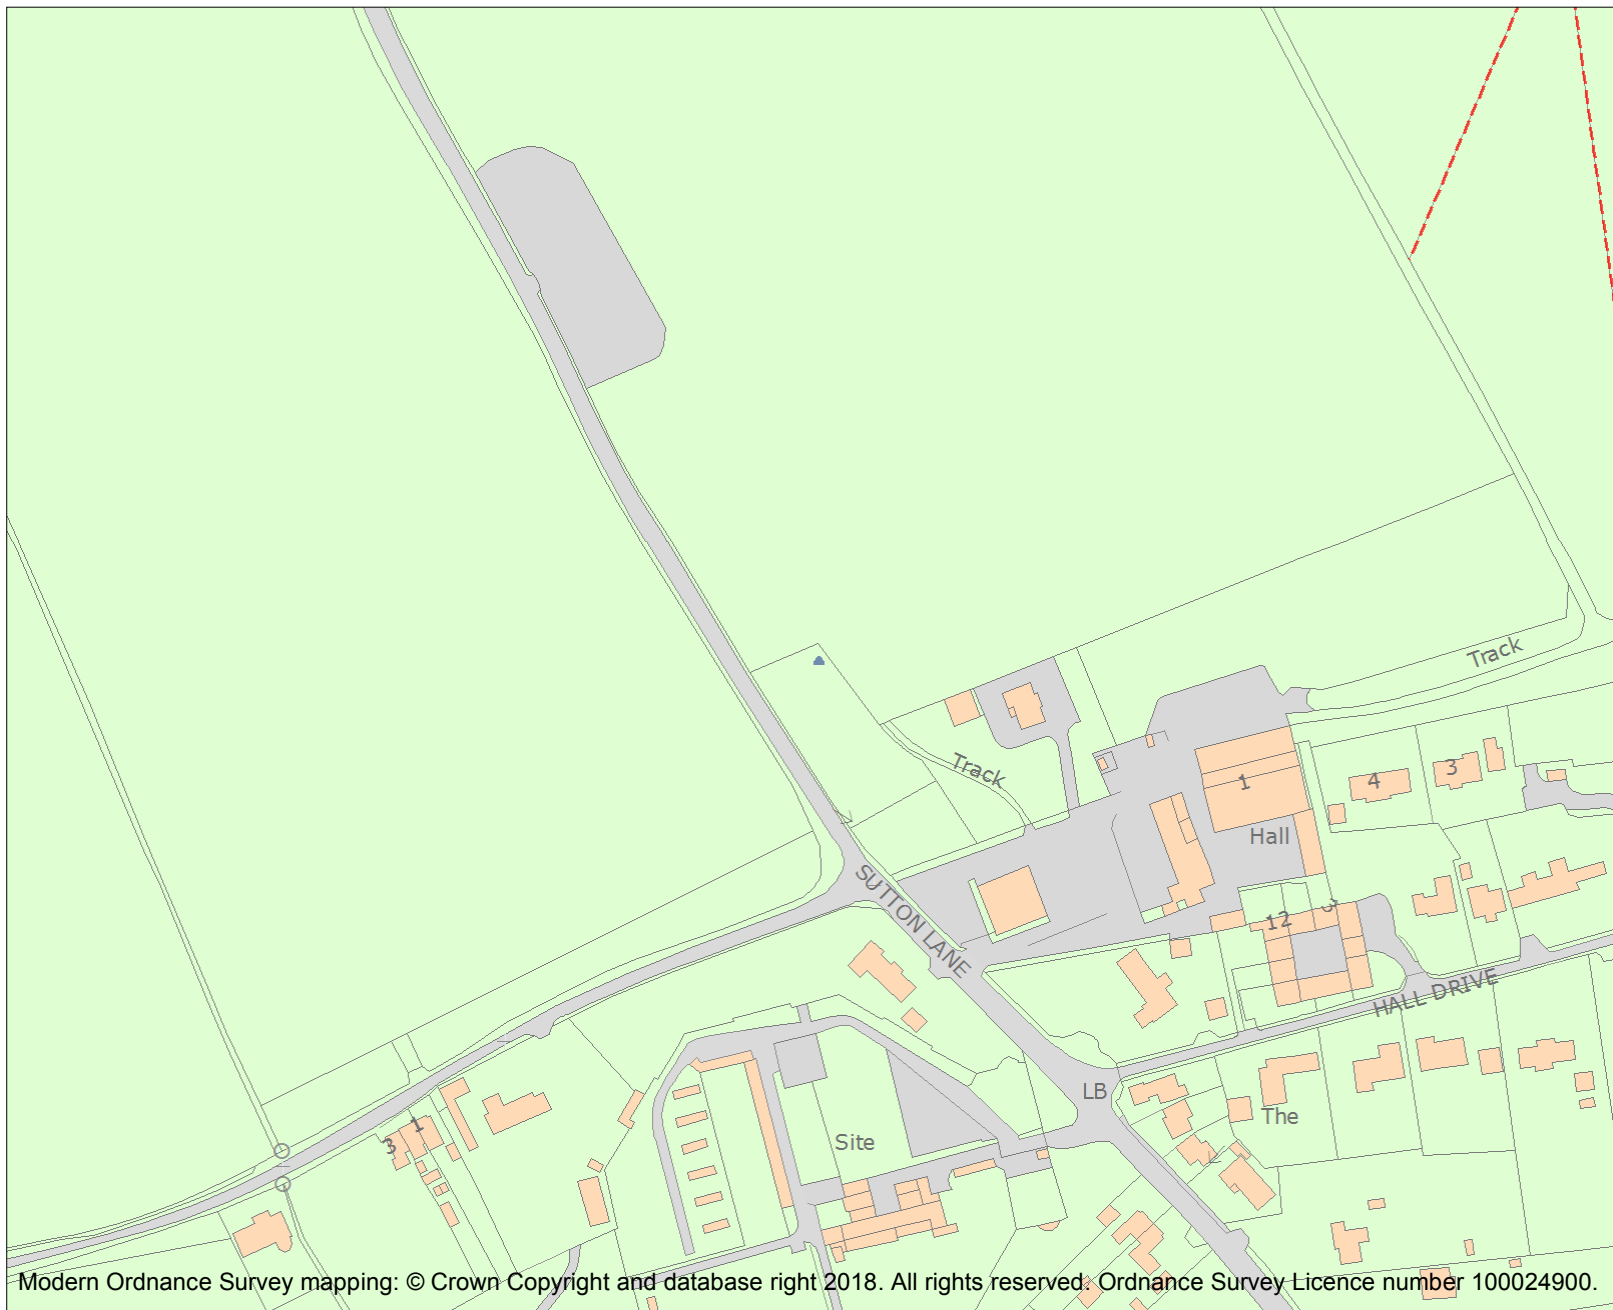 Track
Track
4
3
1
Hall
SUTTON LANE
12
3
HALL DRIVE
LB
The
1
3
Site
Modern Ordnance Survey mapping: © Crown Copyright and database right 2018. All rights reserved. Ordnance Survey Licence number 100024900.